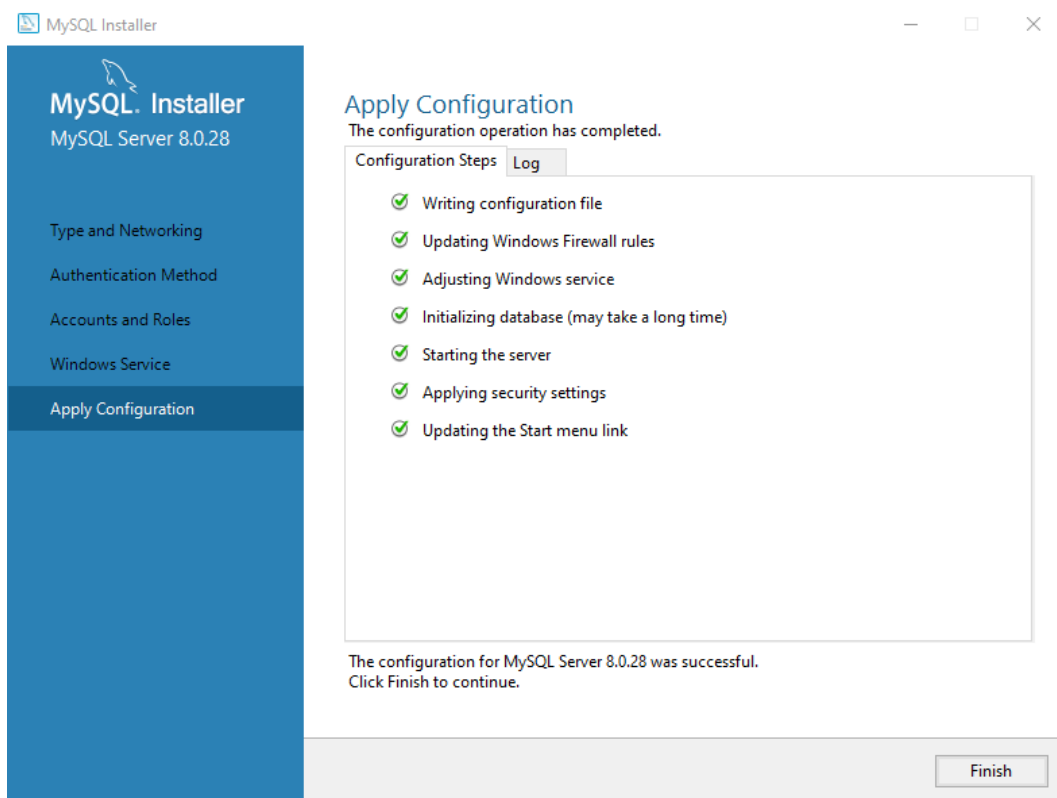 MySQL Installer
MySQL. Installer
MySQL Server 8.0.28
Type and Networking
Authentication Method
Accounts and Roles
Windows Service
Apply Configuration
Apply Configuration
The configuration operation has completed.
Configuration Steps Log
Writing configuration file
Updating Windows Firewall rules
Adjusting Windows service
Initializing database (may take a long time)
Starting the server
Applying security settings
Updating the Start menu link
The configuration for MySQL Server 8.0.28 was successful.
Click Finish to continue.
Finish